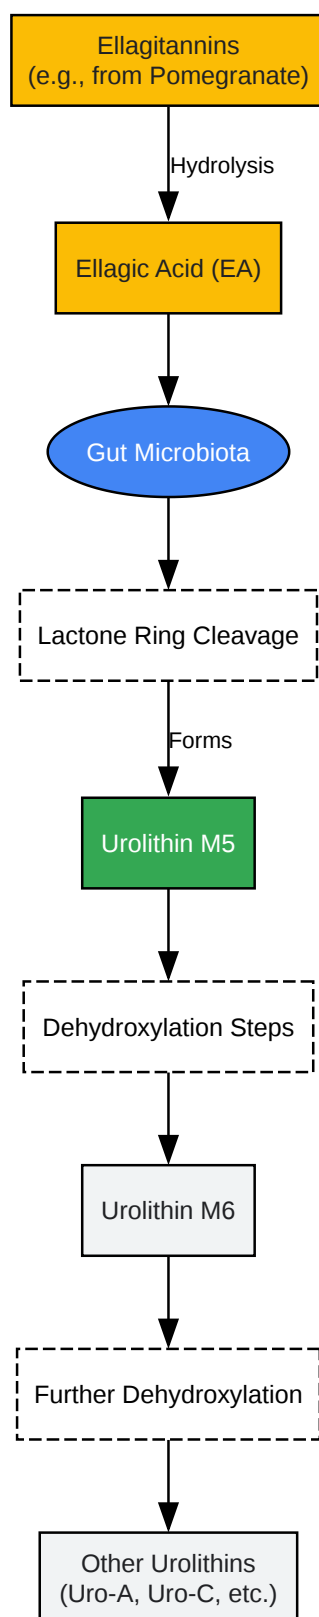 Ellagitannins
(e.g., from Pomegranate)
Hydrolysis
Ellagic Acid (EA)
Gut Microbiota
Lactone Ring Cleavage
Forms
Urolithin M5
Dehydroxylation Steps
Urolithin M6
Further Dehydroxylation
Other Urolithins
(Uro-A, Uro-C, etc.)